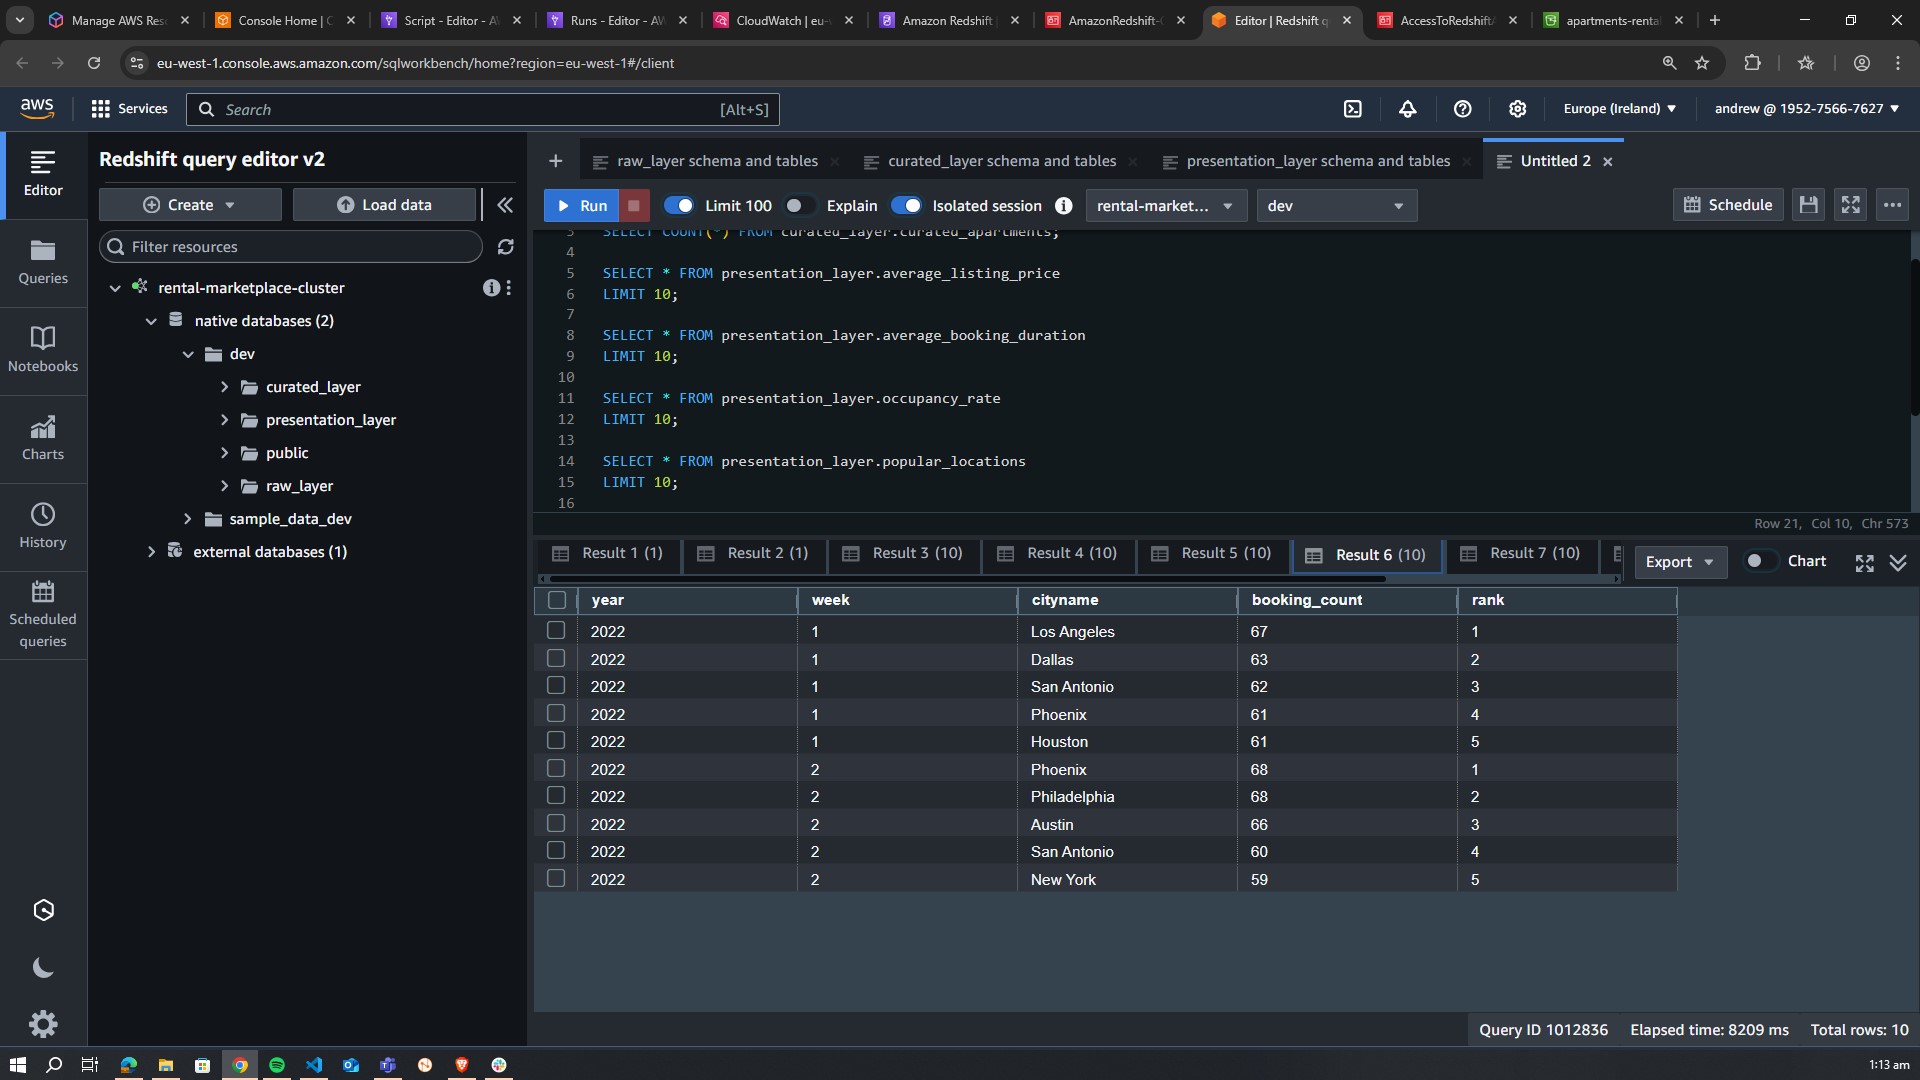 Manage AWS Res
Console Home | C
Script - Editor - A
Runs - Editor - AW
CloudWatch | eu-
Amazon Redshift
AmazonRedshift-
Editor | Redshift q
AccessToRedshift
apartments-renta
eu-west-1.console.aws.amazon.com/sqlworkbench/home?region=eu-west-1#/client
aws
Services
Search
[Alt+S]
Europe (Ireland)
andrew @ 1952-7566-7627
Editor
Queries
Notebooks
Charts
History
Scheduled queries
Redshift query editor v2
Create
Load data
Filter resources
rental-marketplace-cluster
native databases (2)
dev
curated_layer
presentation_layer
public
raw_layer
sample_data_dev
external databases (1)
raw_layer schema and tables
curated_layer schema and tables
presentation_layer schema and tables
Untitled 2
Run
Limit 100
Explain
Isolated session
rental-market...
dev
Schedule
3 SELECT COUNT(*) FROM curated_layer.curated_apartments;
4
5 SELECT * FROM presentation_layer.average_listing_price
6 LIMIT 10;
7
8 SELECT * FROM presentation_layer.average_booking_duration
9 LIMIT 10;
10
11 SELECT * FROM presentation_layer.occupancy_rate
12 LIMIT 10;
13
14 SELECT * FROM presentation_layer.popular_locations
15 LIMIT 10;
16
Row 21, Col 10, Chr 573
Result 1 (1)
Result 2 (1)
Result 3 (10)
Result 4 (10)
Result 5 (10)
Result 6 (10)
Result 7 (10)
Export
Chart
year week cityname booking_count rank
2022 1 Los Angeles 67 1
2022 1 Dallas 63 2
2022 1 San Antonio 62 3
2022 1 Phoenix 61 4
2022 1 Houston 61 5
2022 2 Phoenix 68 1
2022 2 Philadelphia 68 2
2022 2 Austin 66 3
2022 2 San Antonio 60 4
2022 2 New York 59 5
Query ID 1012836 Elapsed time: 8209 ms Total rows: 10
1:13 am